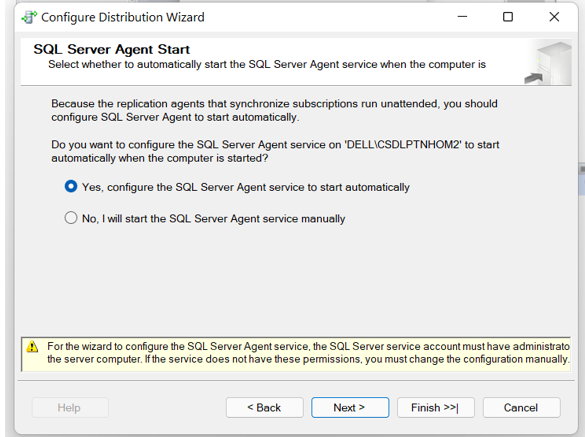 Configure Distribution Wizard
SQL Server Agent Start
Select whether to automatically start the SQL Server Agent service when the computer is
Because the replication agents that synchronize subscriptions run unattended, you should
configure SQL Server Agent to start automatically.
Do you want to configure the SQL Server Agent service on 'DELL\CSDLPTNHOM2' to start
automatically when the computer is started?
Yes, configure the SQL Server Agent service to start automatically
No, I will start the SQL Server Agent service manually
For the wizard to configure the SQL Server Agent service, the SQL Server service account must have administrato
the server computer. If the service does not have these permissions, you must change the configuration manually.
Help
< Back
Next >
Finish >>|
Cancel